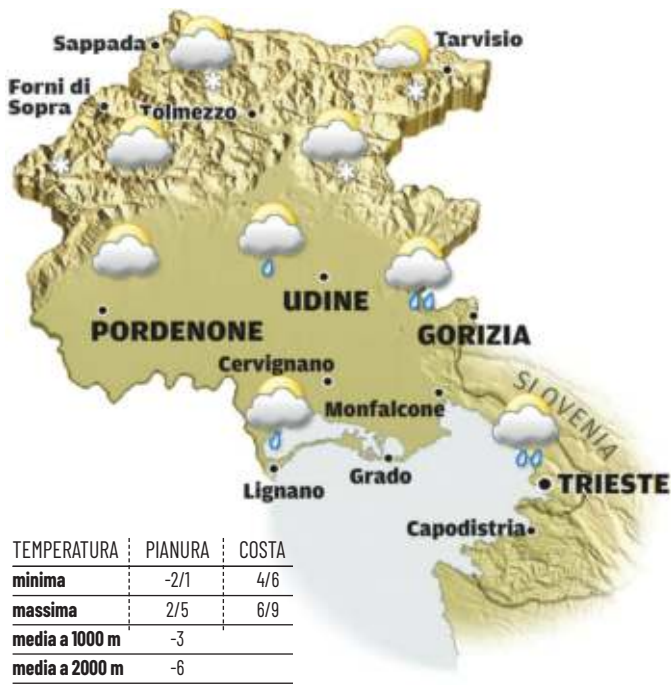 Sappada
Tarvisio
Forni di
Sopra
Tolmezzo
UDINE
PORDENONE
GORIZIA
Cervignano
SLOVENIA
Monfalcone
Lignano
Grado
TRIESTE
Capodistria
TEMPERATURA PIANURA COSTA
minima -2/1 4/6
massima 2/5 6/9
media a 1000 m -3
media a 2000 m -6